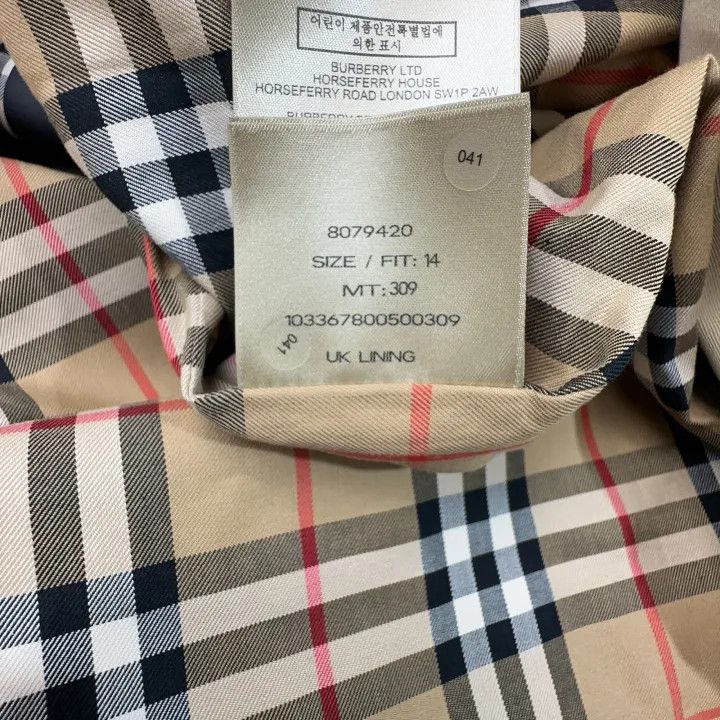 어린이 제품안전특별법에
의한 표시
BURBERRY LTD
HORSEFERRY HOUSE
HORSEFERRY ROAD LONDON SW1P 2AW
BURBERRY
041
8079420
SIZE / FIT: 14
MT: 309
103367800500309
041
UK LINING